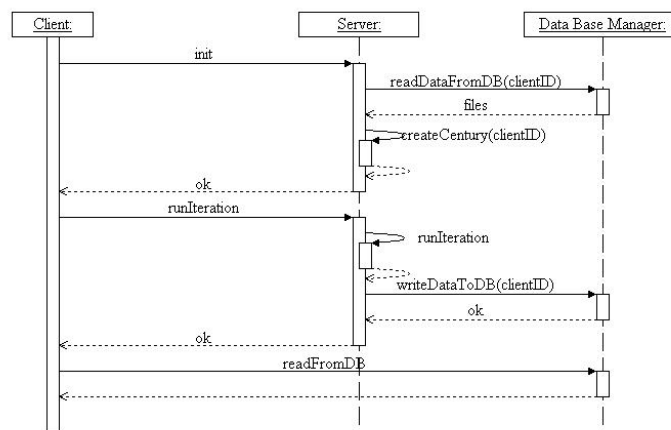 Client:
Server:
Data Base Manager:
init
readDataFromDB(clientID)
files
createCentury(clientID)
ok
runIteration
runIteration
writeDataToDB(clientID)
ok
ok
readFromDB